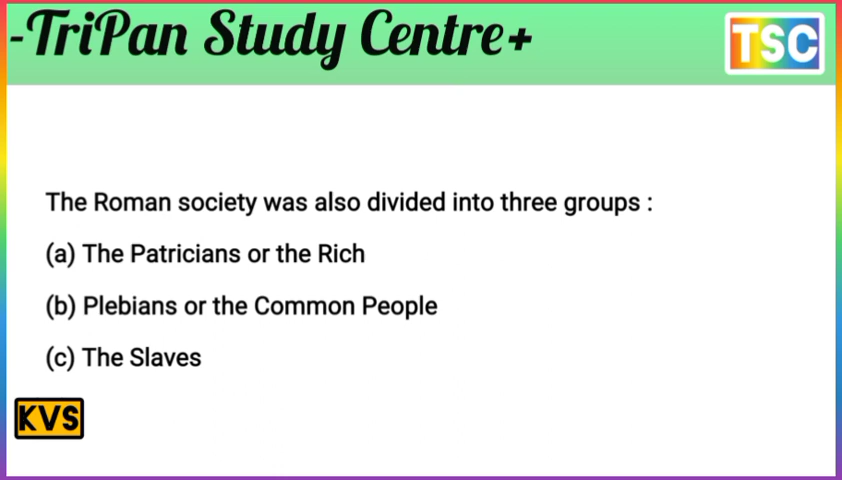 -TriPan Study Centre+
TSC
The Roman society was also divided into three groups :
(a) The Patricians or the Rich
(b) Plebians or the Common People
(c) The Slaves
KVS